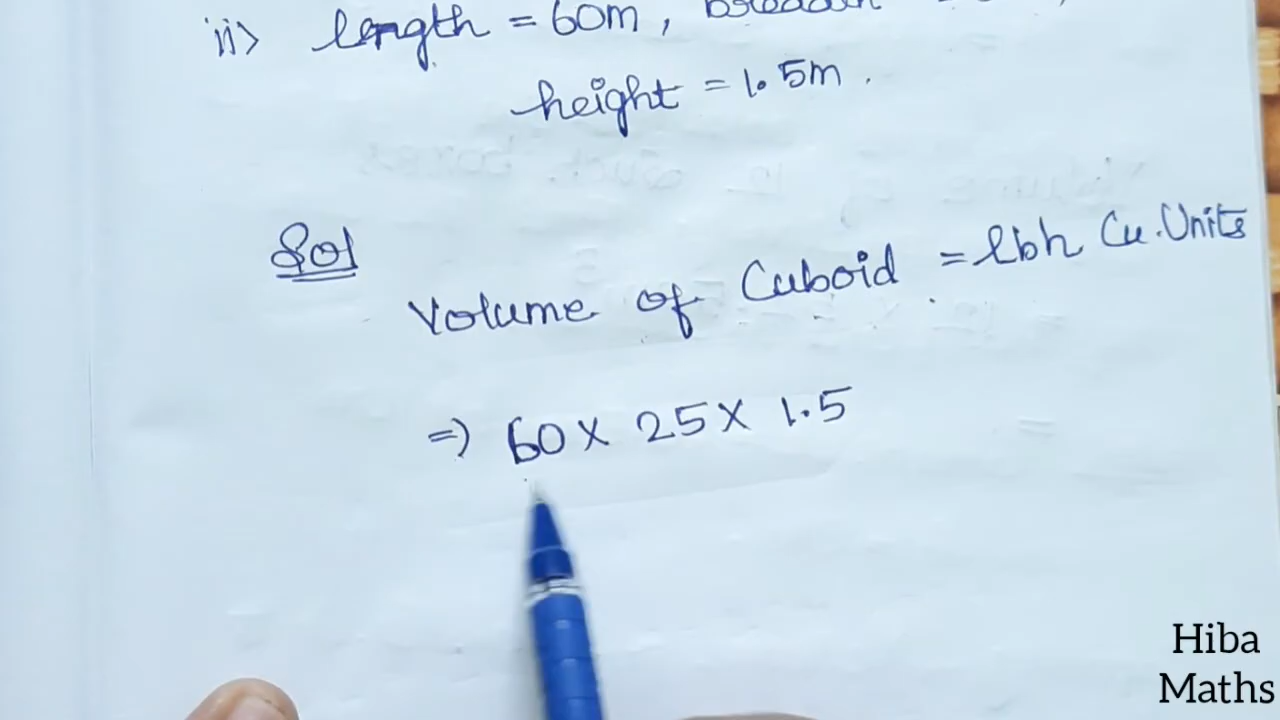 ii> length = 60m,
height = 1.5m.
Sol
Volume of Cuboid = lbh Cu.Units
=) 60 X 25 X 1.5
Hiba
Maths